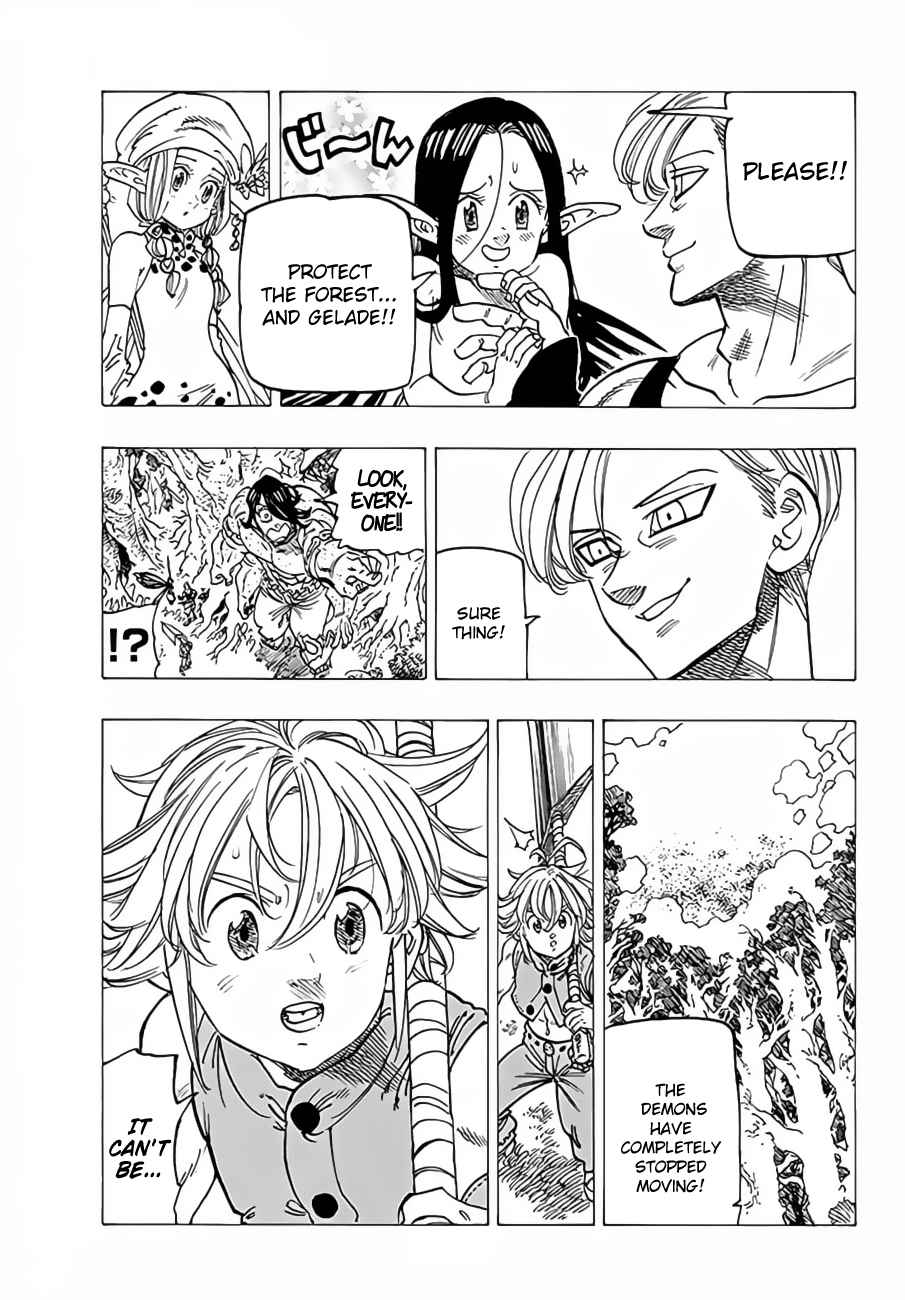 PLEASE!!
じ〜ん
PROTECT
THE FOREST...
AND GELADE!!
SURE
THING!
LOOK,
EVERY-
ONE!!
!?
THE
DEMONS
HAVE
COMPLETELY
STOPPED
MOVING!
IT
CAN'T
BE...